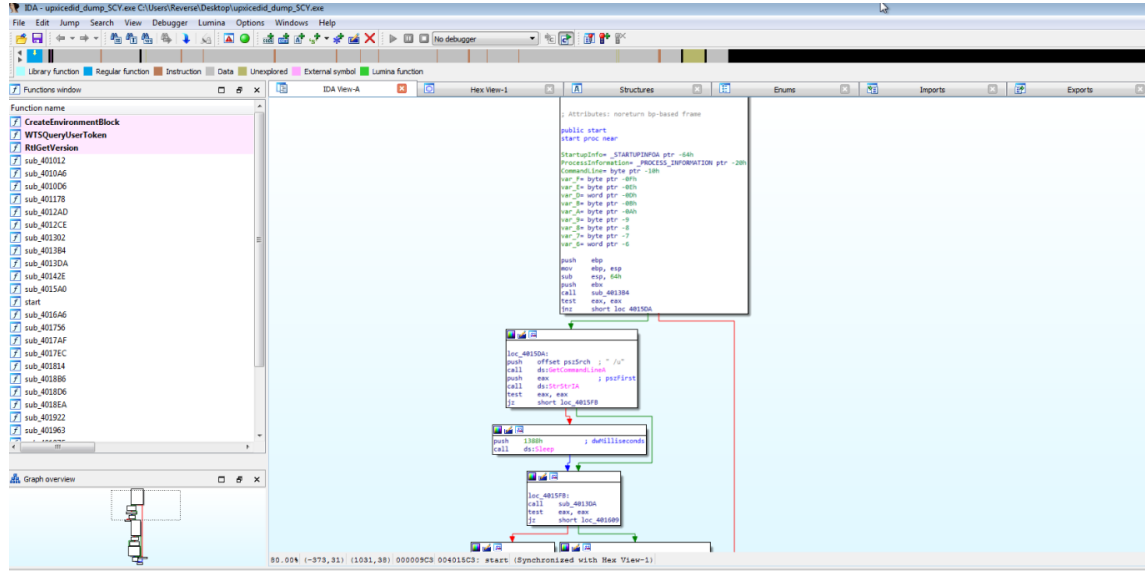 IDA - upxicedid_dump_SCY.exe C:\Users\Reverse\Desktop\upxicedid_dump_SCY.exe
File Edit Jump Search View Debugger Lumina Options Windows Help
No debugger
Library function Regular function Instruction Data Unexplored External symbol Lumina function
Functions window
IDA View-A Hex View-1 Structures Enums Imports Exports
Function name
CreateEnvironmentBlock
WTSQueryUserToken
RtlGetVersion
sub_401012
sub_4010A6
sub_4010D6
sub_401178
sub_4012AD
sub_4012CE
sub_401302
sub_4013B4
sub_4013DA
sub_40142E
sub_4015A0
start
sub_4016A6
sub_401756
sub_4017AF
sub_4017EC
sub_401814
sub_4018B6
sub_4018D6
sub_4018EA
sub_401922
sub_401963
Graph overview
; Attributes: noreturn bp-based frame
public start
start proc near
StartupInfo= _STARTUPINFOA ptr -64h
ProcessInformation= _PROCESS_INFORMATION ptr -20h
CommandLine= byte ptr -10h
var_F= byte ptr -0Fh
var_E= byte ptr -0Eh
var_D= word ptr -0Dh
var_B= byte ptr -0Bh
var_A= byte ptr -0Ah
var_9= byte ptr -9
var_8= byte ptr -8
var_7= byte ptr -7
var_6= word ptr -6
push ebp
mov ebp, esp
sub esp, 64h
push ebx
call sub_4013B4
test eax, eax
jnz short loc_4015DA
loc_4015DA:
push offset pszSrch ; " /u"
call ds:GetCommandLineA
push eax ; pszFirst
call ds:StrStrIA
test eax, eax
jz short loc_4015FB
push 1388h ; dwMilliseconds
call ds:Sleep
loc_4015FB:
call sub_4013DA
test eax, eax
jz short loc_401609
80.00% (-373,31) (1031,38) 000009C3 004015C3: start (Synchronized with Hex View-1)